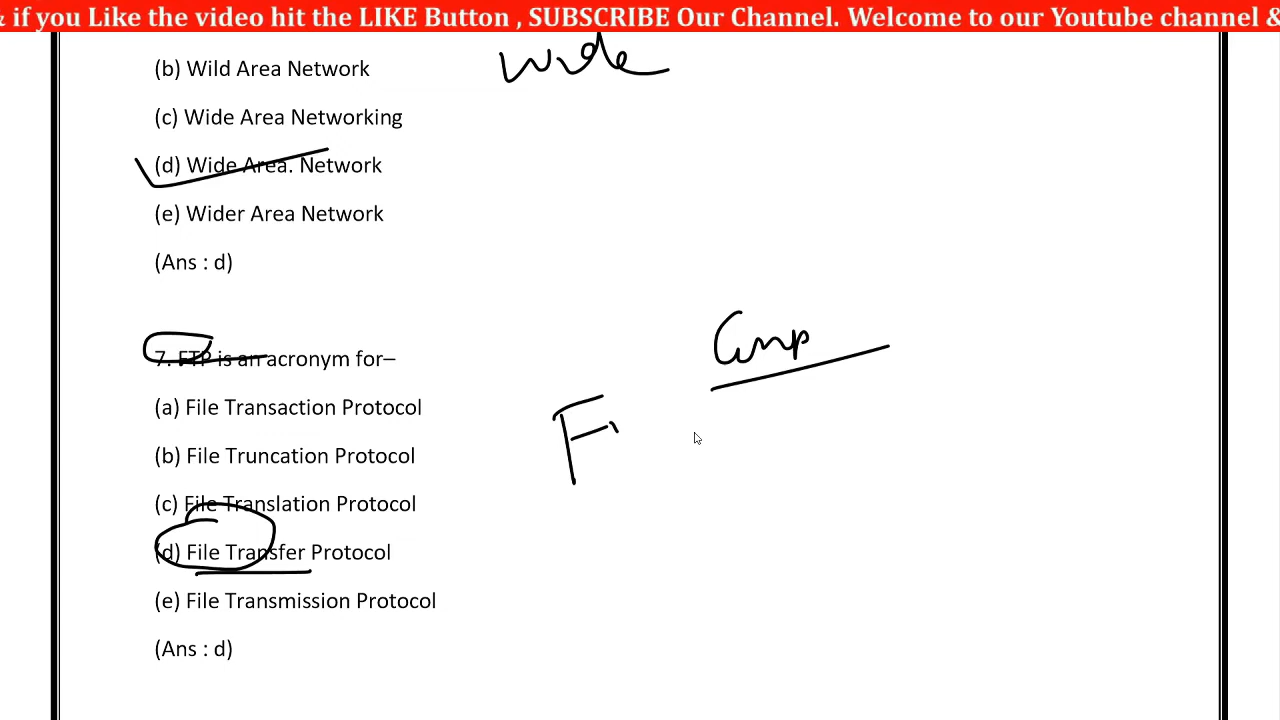 & if you Like the video hit the LIKE Button , SUBSCRIBE Our Channel. Welcome to our Youtube channel &
(b) Wild Area Network
wide
(c) Wide Area Networking
(d) Wide Area. Network
(e) Wider Area Network
(Ans : d)
Comp
7. FTP is an acronym for–
(a) File Transaction Protocol
(b) File Truncation Protocol
(c) File Translation Protocol
(d) File Transfer Protocol
(e) File Transmission Protocol
(Ans : d)